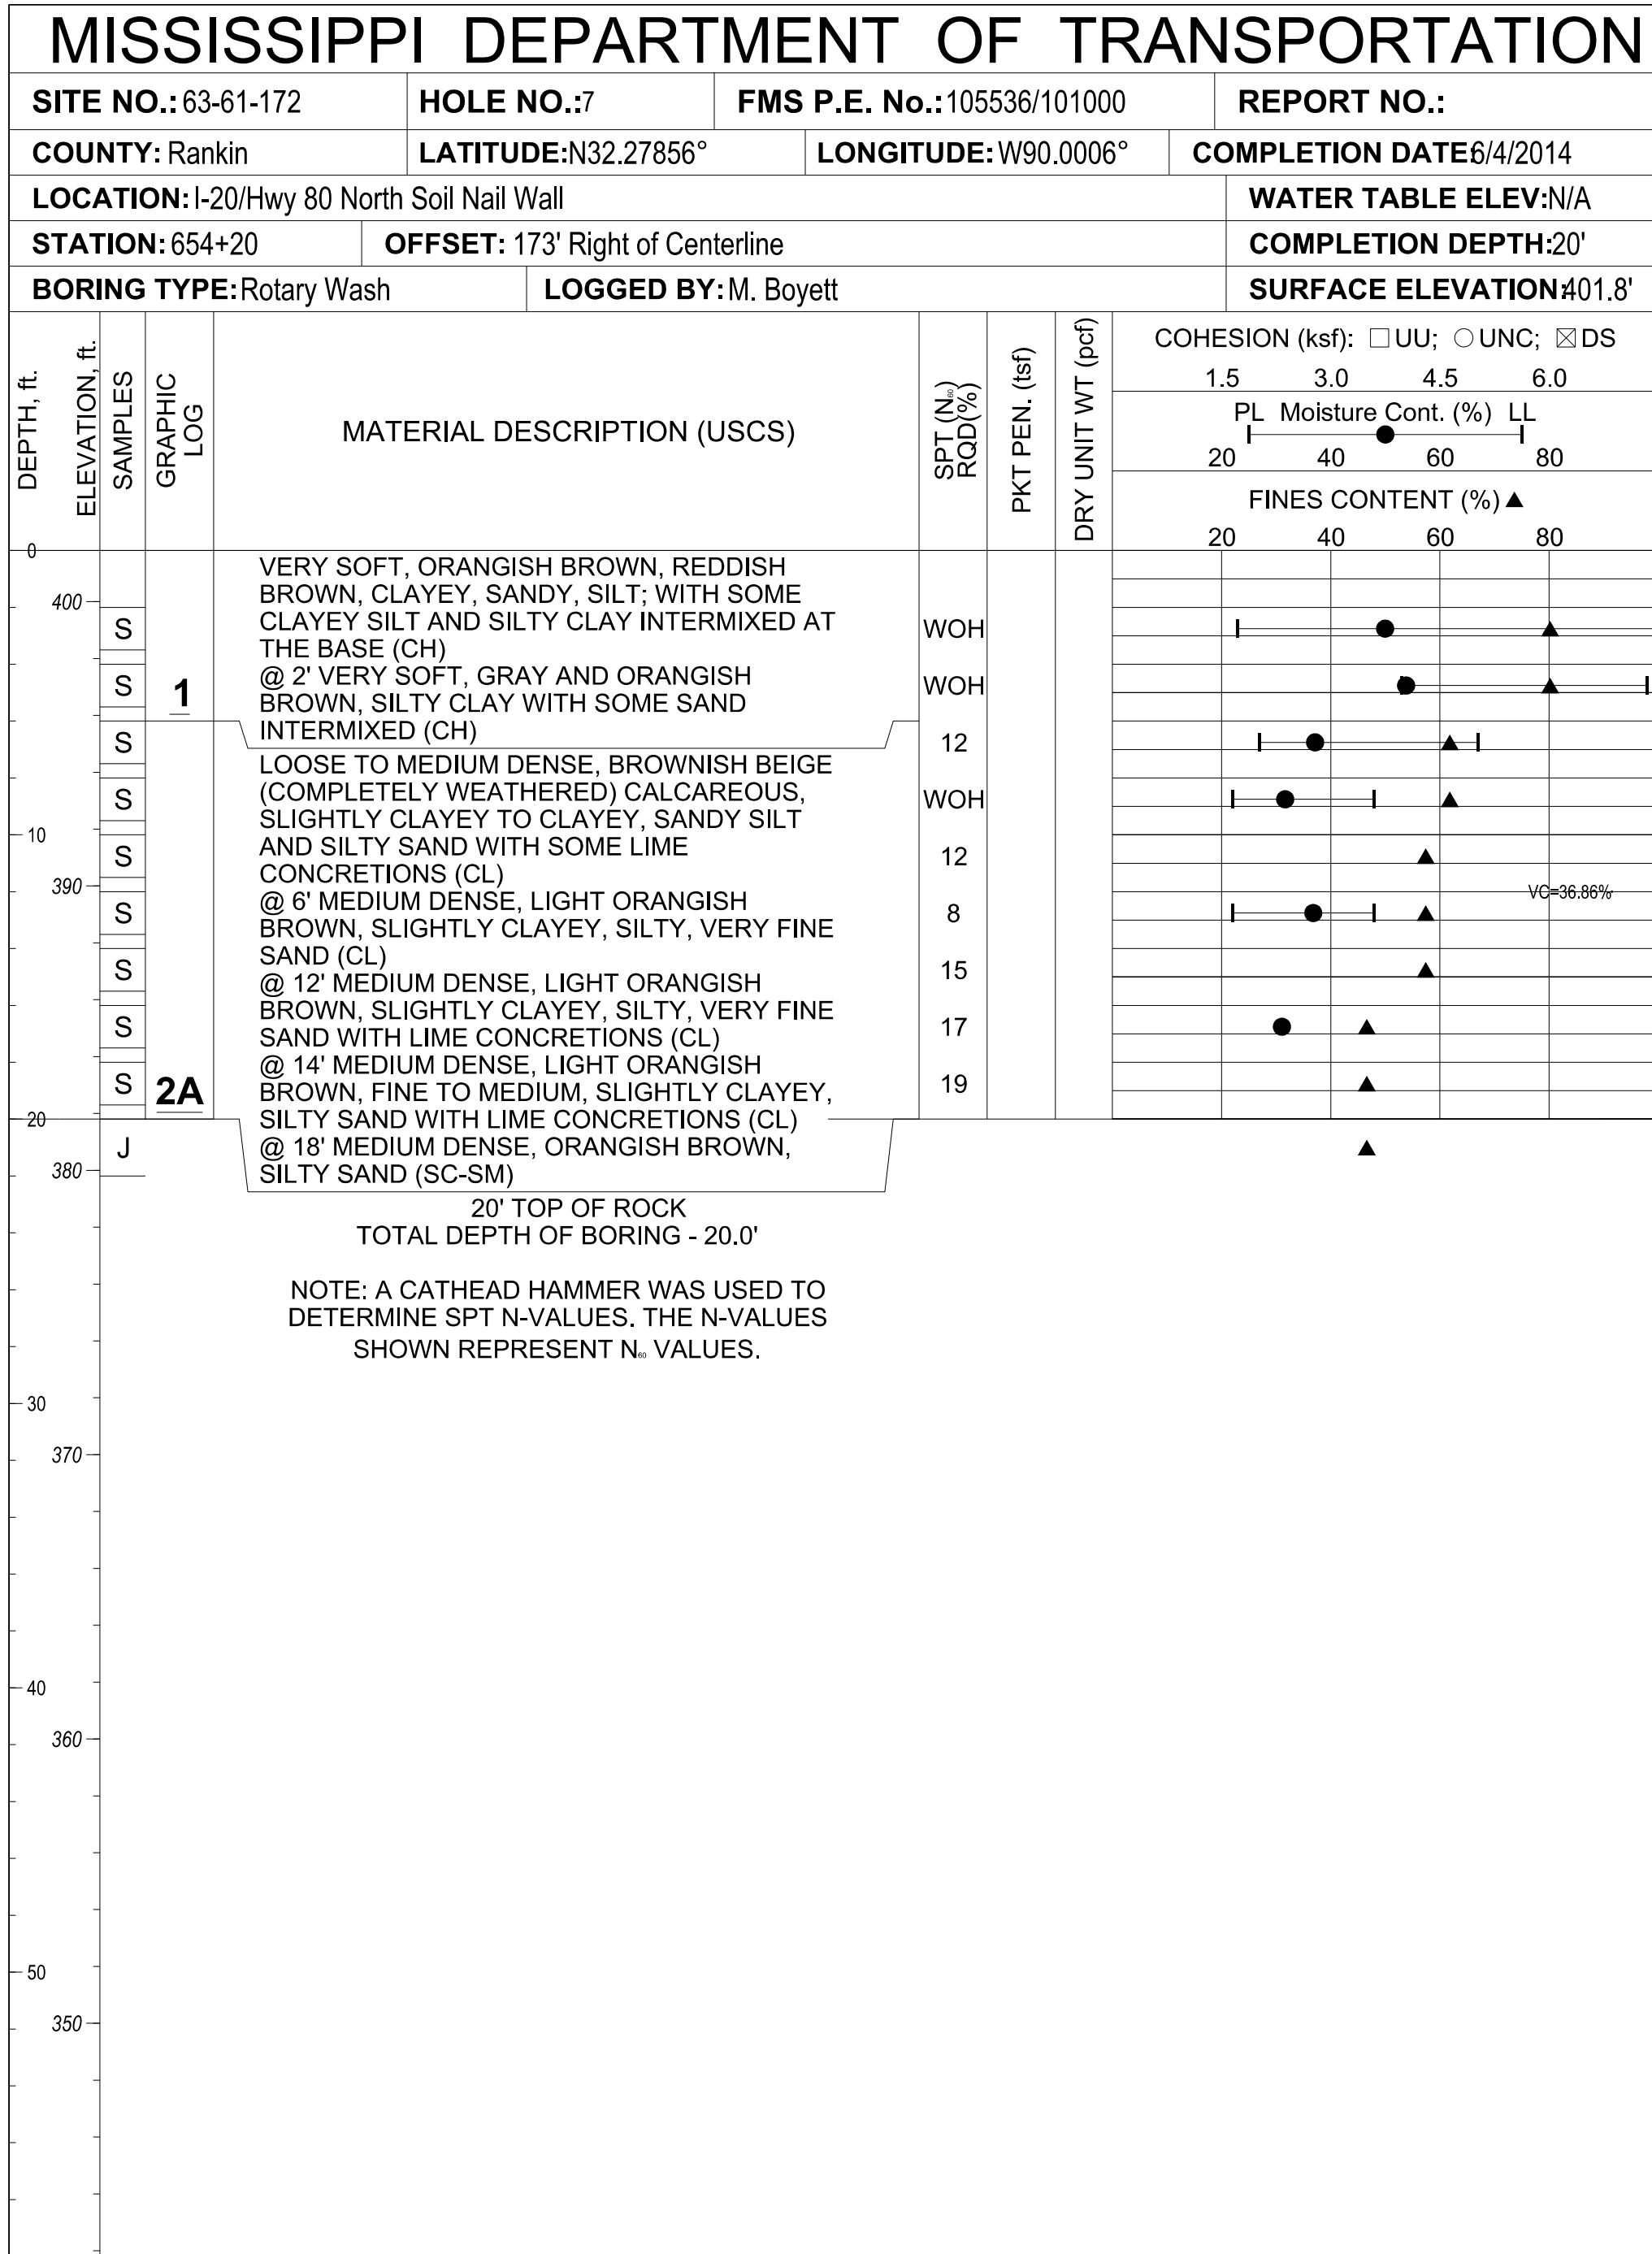 MISSISSIPPI DEPARTMENT OF TRANSPORTATION
SITE NO.: 63-61-172 HOLE NO.:7 FMS P.E. No.:105536/101000 REPORT NO.:
COUNTY: Rankin LATITUDE:N32.27856° LONGITUDE: W90.0006° COMPLETION DATE:6/4/2014
LOCATION: I-20/Hwy 80 North Soil Nail Wall WATER TABLE ELEV:N/A
STATION: 654+20 OFFSET: 173' Right of Centerline COMPLETION DEPTH:20'
BORING TYPE: Rotary Wash LOGGED BY: M. Boyett SURFACE ELEVATION:401.8'
DEPTH, ft.
ELEVATION, ft.
SAMPLES
GRAPHIC
LOG
MATERIAL DESCRIPTION (USCS)
SPT (N60)
RQD(%)
PKT PEN. (tsf)
DRY UNIT WT (pcf)
COHESION (ksf): UU; UNC; DS
1.5 3.0 4.5 6.0
PL Moisture Cont. (%) LL
20 40 60 80
FINES CONTENT (%)
20 40 60 80
0
10
20
30
40
50
400
390
380
370
360
350
S
S
S
S
S
S
S
S
S
J
1
2A
VERY SOFT, ORANGISH BROWN, REDDISH
BROWN, CLAYEY, SANDY, SILT; WITH SOME
CLAYEY SILT AND SILTY CLAY INTERMIXED AT
THE BASE (CH)
@ 2' VERY SOFT, GRAY AND ORANGISH
BROWN, SILTY CLAY WITH SOME SAND
INTERMIXED (CH)
LOOSE TO MEDIUM DENSE, BROWNISH BEIGE
(COMPLETELY WEATHERED) CALCAREOUS,
SLIGHTLY CLAYEY TO CLAYEY, SANDY SILT
AND SILTY SAND WITH SOME LIME
CONCRETIONS (CL)
@ 6' MEDIUM DENSE, LIGHT ORANGISH
BROWN, SLIGHTLY CLAYEY, SILTY, VERY FINE
SAND (CL)
@ 12' MEDIUM DENSE, LIGHT ORANGISH
BROWN, SLIGHTLY CLAYEY, SILTY, VERY FINE
SAND WITH LIME CONCRETIONS (CL)
@ 14' MEDIUM DENSE, LIGHT ORANGISH
BROWN, FINE TO MEDIUM, SLIGHTLY CLAYEY,
SILTY SAND WITH LIME CONCRETIONS (CL)
@ 18' MEDIUM DENSE, ORANGISH BROWN,
SILTY SAND (SC-SM)
20' TOP OF ROCK
TOTAL DEPTH OF BORING - 20.0'
NOTE: A CATHEAD HAMMER WAS USED TO
DETERMINE SPT N-VALUES. THE N-VALUES
SHOWN REPRESENT N60 VALUES.
WOH
WOH
12
WOH
12
8
15
17
19
VC=36.86%